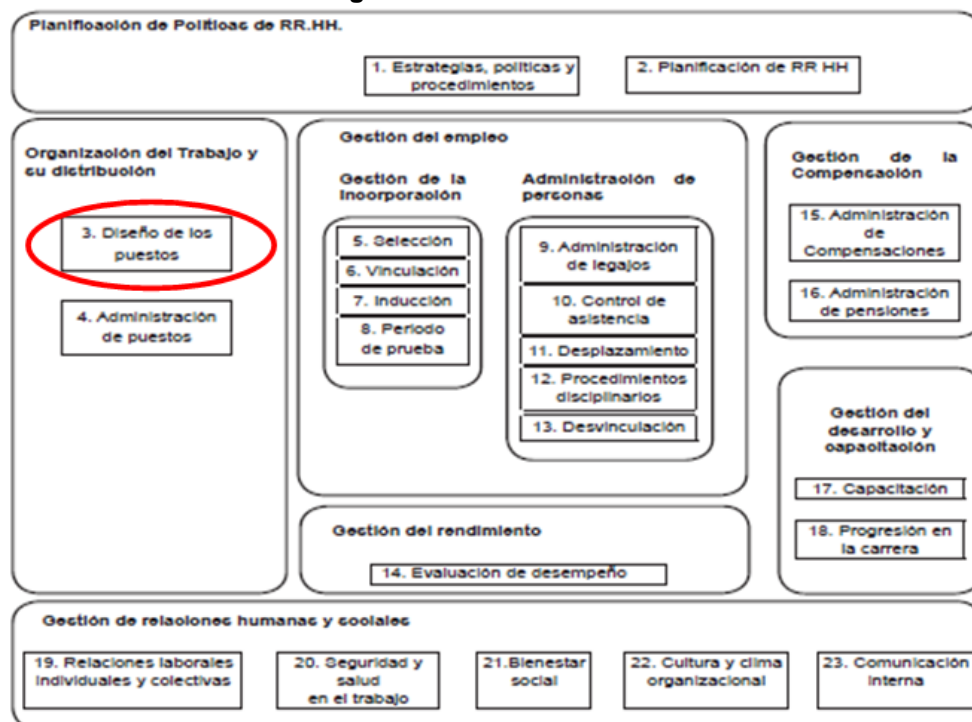 Planificación de Políticas de RR.HH.
1. Estrategias, políticas y
procedimientos
2. Planificación de RR HH
Organización del Trabajo y
su distribución
3. Diseño de los
puestos
4. Administración
de puestos
Gestión del empleo
Gestión de la
Incorporación
5. Selección
6. Vinculación
7. Inducción
8. Periodo
de prueba
Administración de
personas
9. Administración
de legajos
10. Control de
asistencia
11. Desplazamiento
12. Procedimientos
disciplinarios
13. Desvinculación
Gestión del rendimiento
14. Evaluación de desempeño
Gestión de la
Compensación
15. Administración
de
Compensaciones
16. Administración
de pensiones
Gestión del
desarrollo y
capacitación
17. Capacitación
18. Progresión en
la carrera
Gestión de relaciones humanas y sociales
19. Relaciones laborales
individuales y colectivas
20. Seguridad y
salud
en el trabajo
21.Bienestar
social
22. Cultura y clima
organizacional
23. Comunicación
Interna